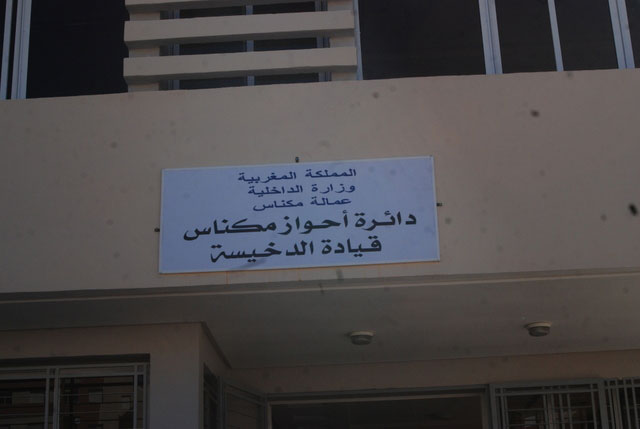 المملكة المغربية
وزارة الداخلية
عمالة مكناس
دائرة أحواز مكناس
قيادة الدخيسة